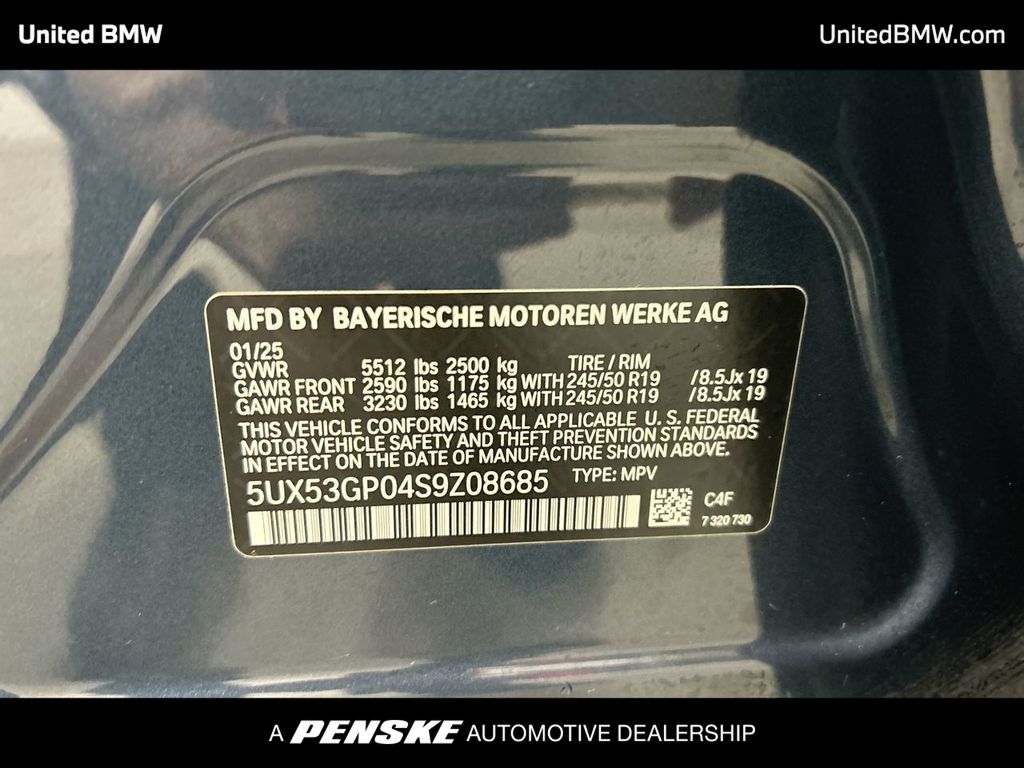 United BMW
UnitedBMW.com
MFD BY BAYERISCHE MOTOREN WERKE AG
01/25
GVWR 5512 lbs 2500 kg TIRE / RIM
GAWR FRONT 2590 lbs 1175 kg WITH 245/50 R19 /8.5Jx 19
GAWR REAR 3230 lbs 1465 kg WITH 245/50 R19 /8.5Jx 19
THIS VEHICLE CONFORMS TO ALL APPLICABLE U. S. FEDERAL
MOTOR VEHICLE SAFETY AND THEFT PREVENTION STANDARDS
IN EFFECT ON THE DATE OF MANUFACTURE SHOWN ABOVE.
5UX53GP04S9Z08685 TYPE: MPV
C4F
7 320 730
A PENSKE AUTOMOTIVE DEALERSHIP